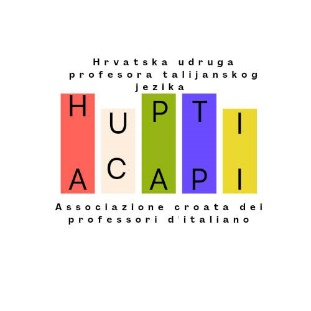 Hrvatska udruga
profesora talijanskog
jezika
HUPTI
ACAPI
Associazione croata dei
professori d'italiano